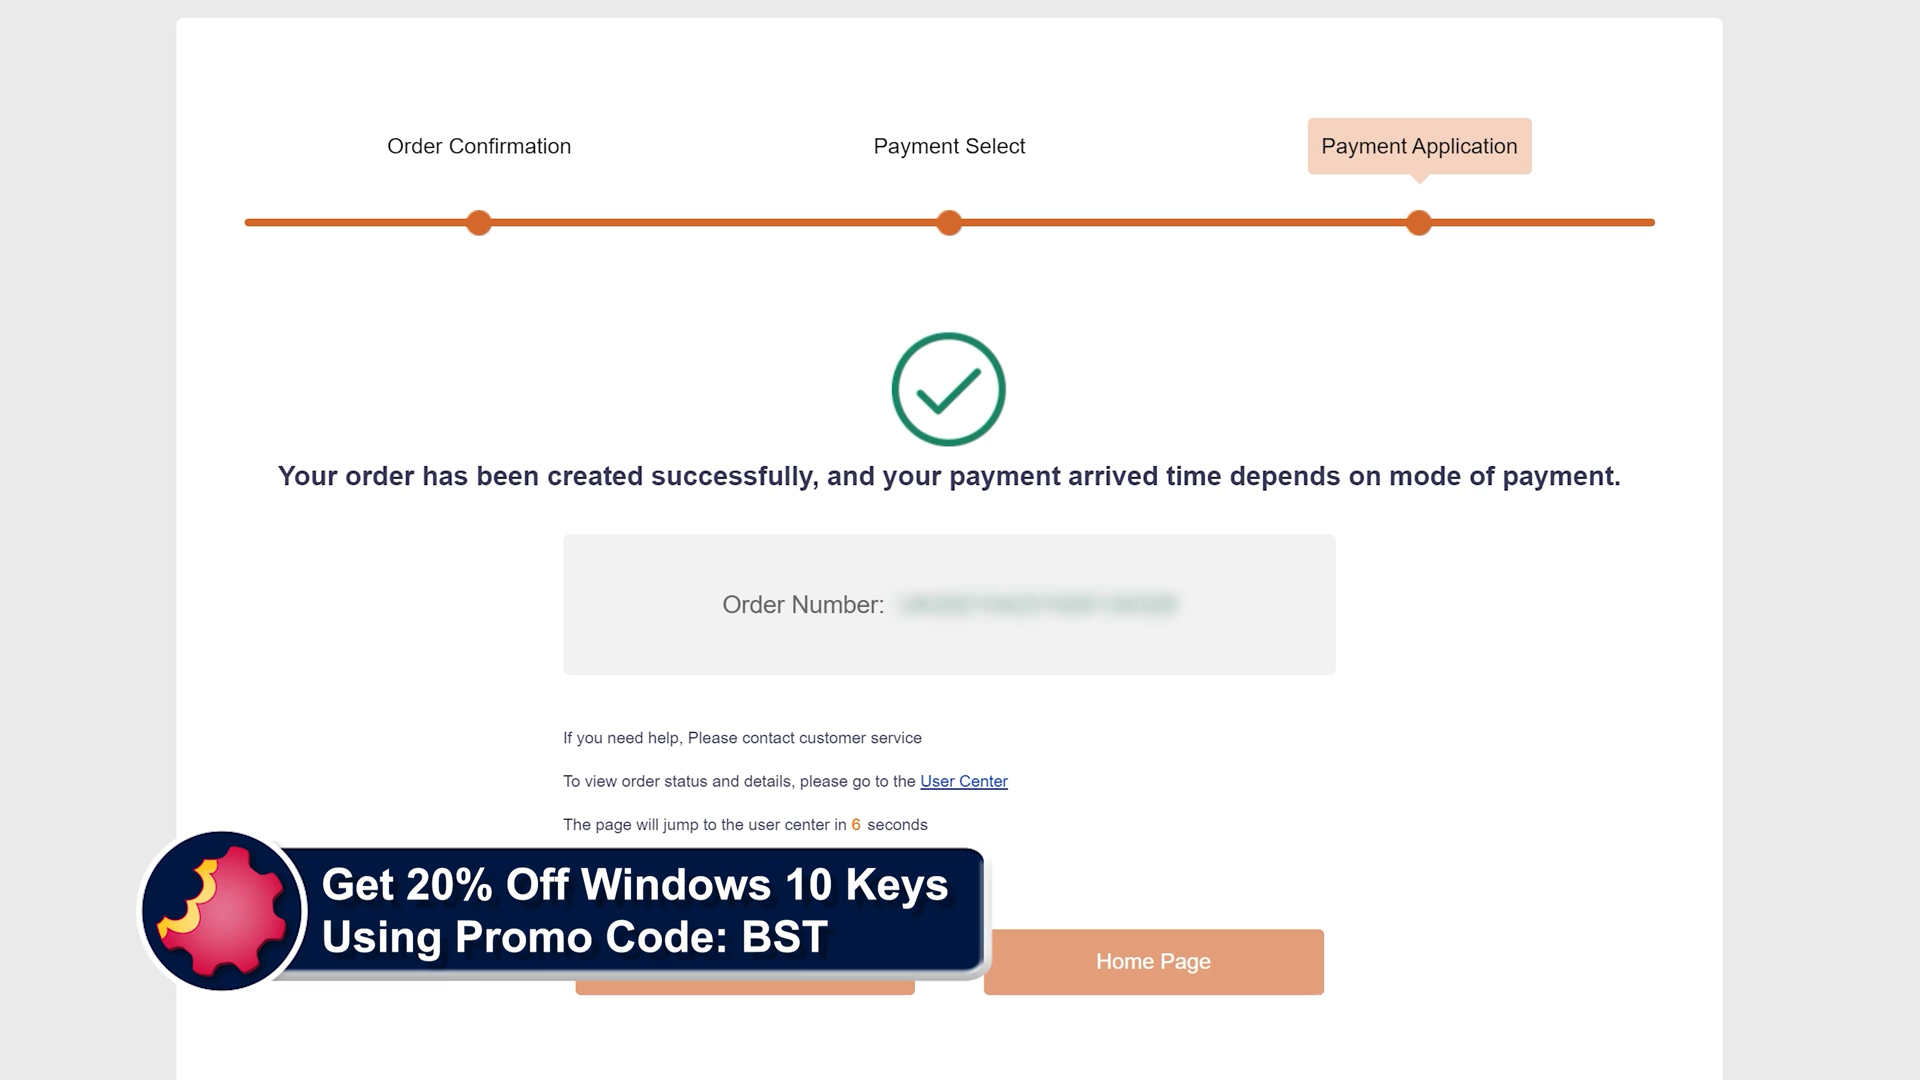 Order Confirmation
Payment Select
Payment Application
Your order has been created successfully, and your payment arrived time depends on mode of payment.
Order Number:
If you need help, Please contact customer service
To view order status and details, please go to the User Center
The page will jump to the user center in 6 seconds
Get 20% Off Windows 10 Keys
Using Promo Code: BST
Home Page